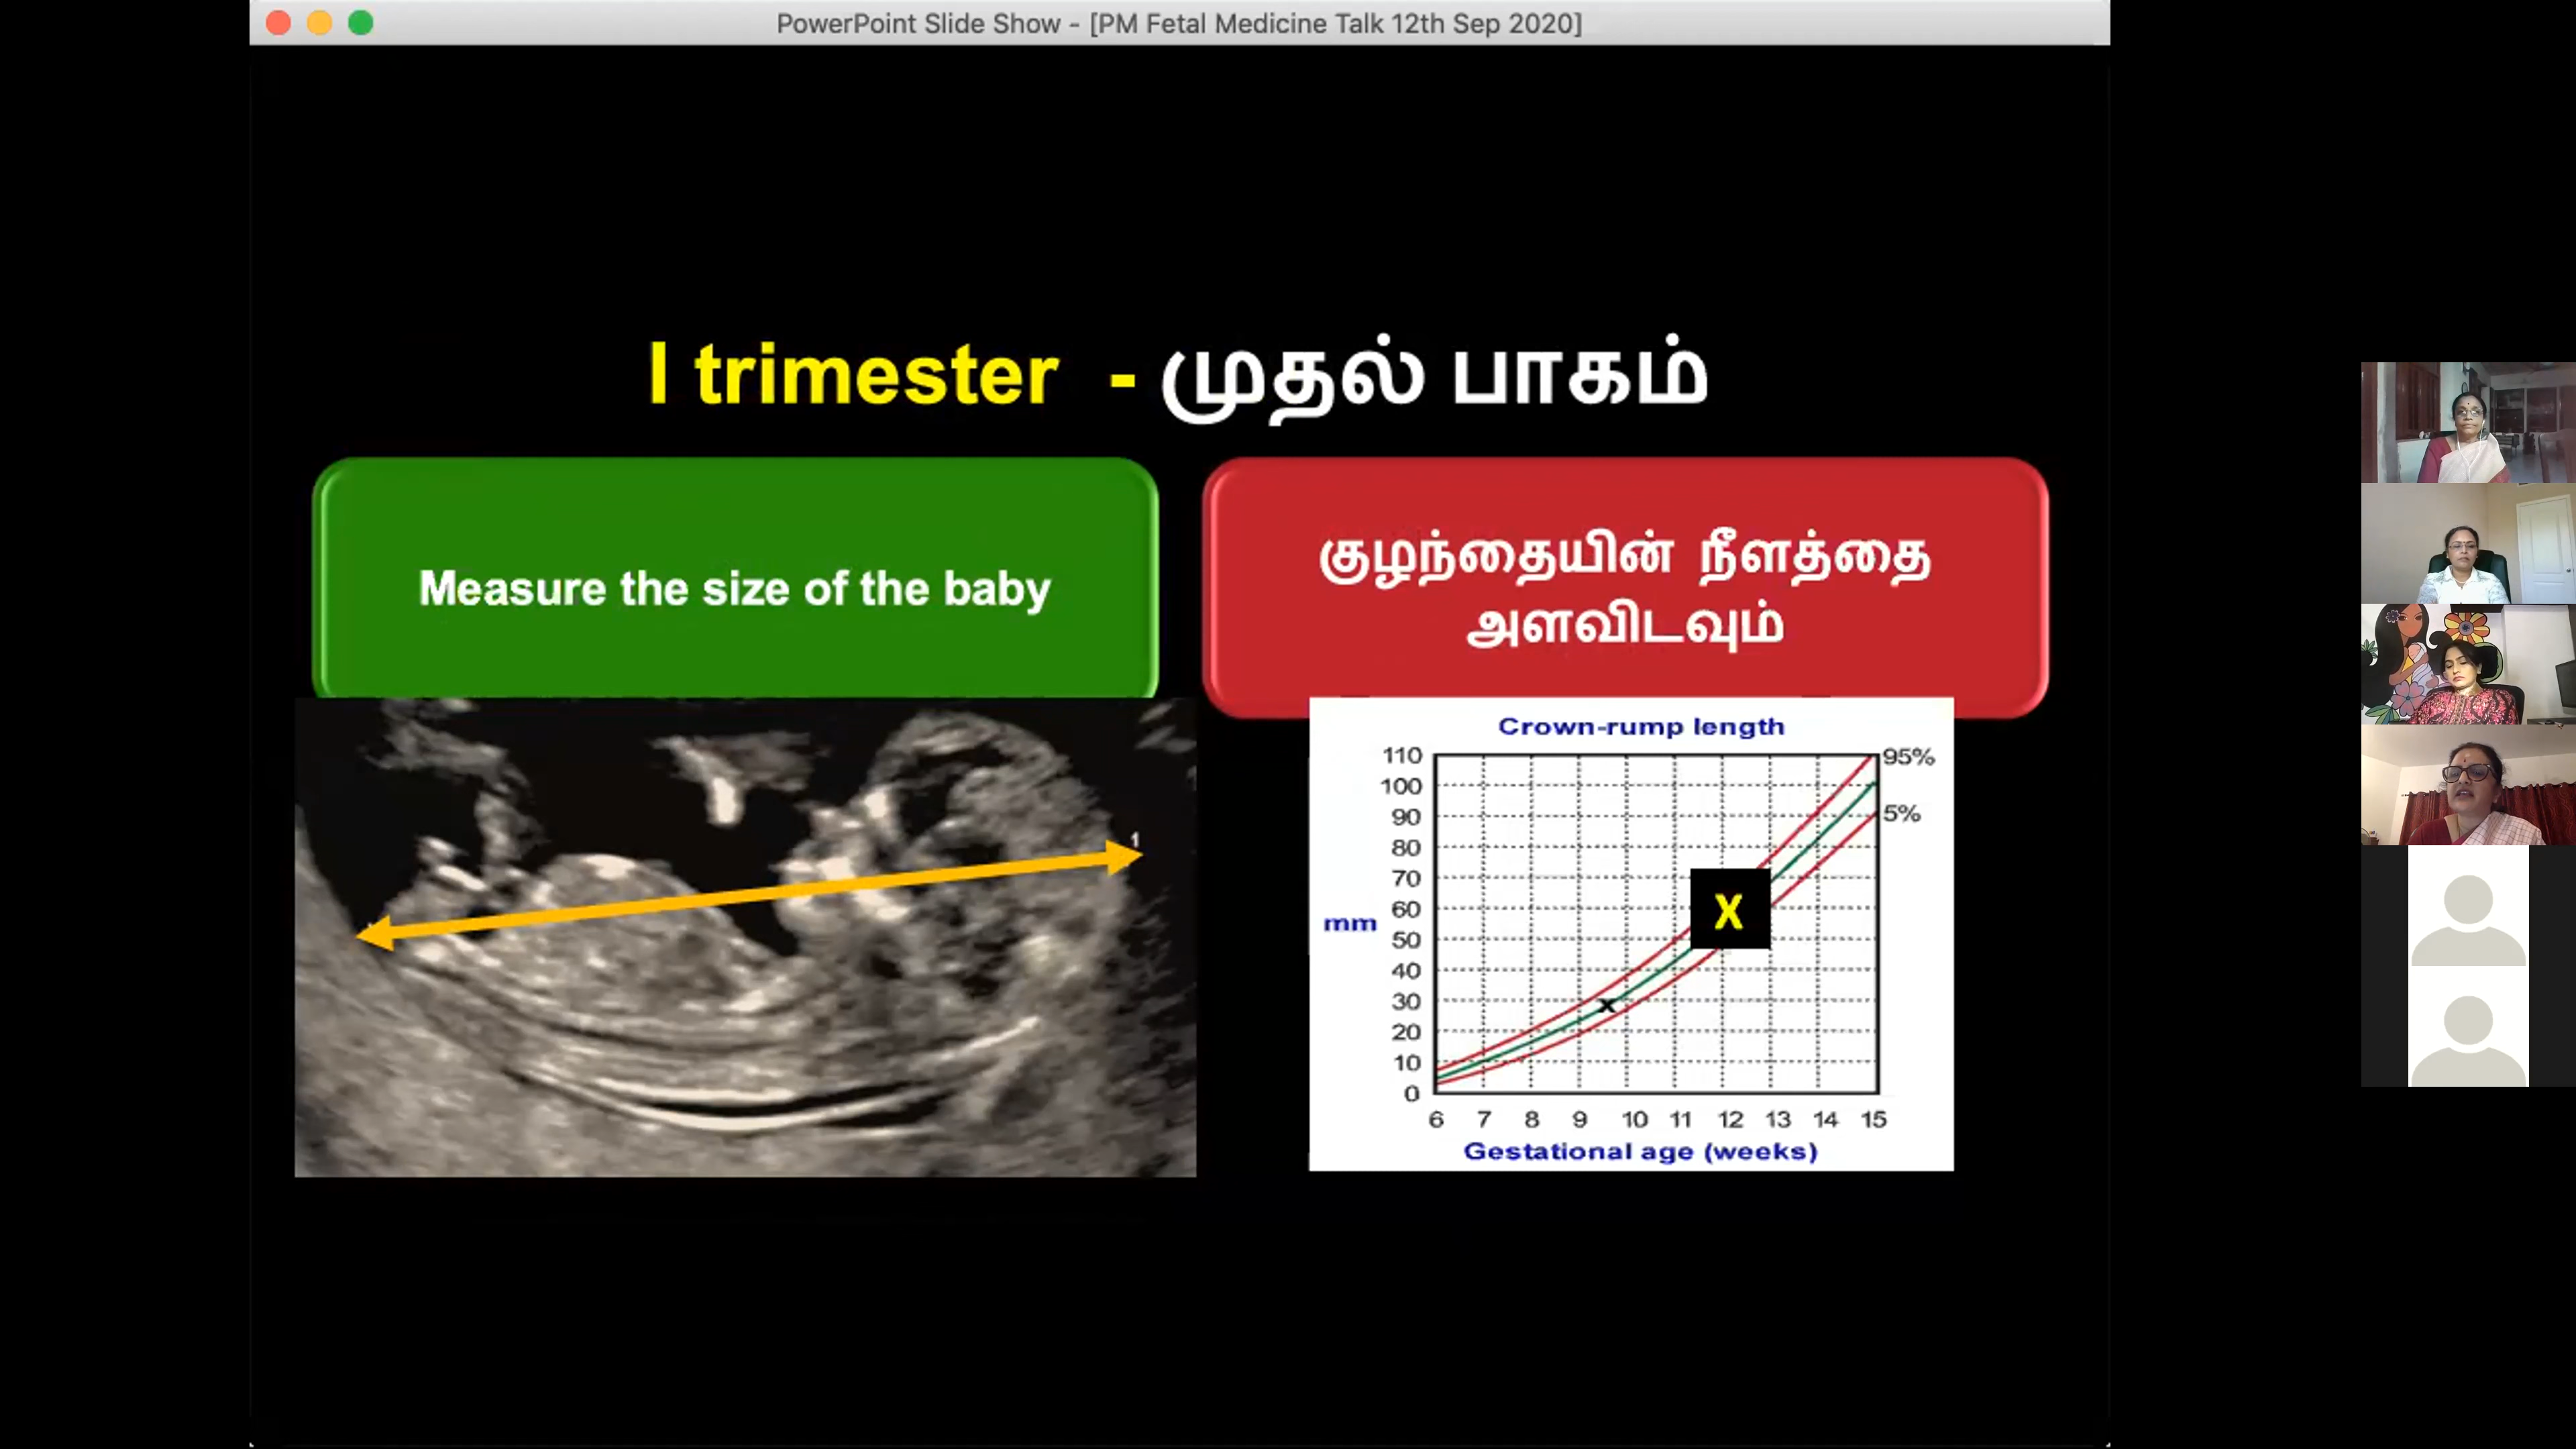 PowerPoint Slide Show - [PM Fetal Medicine Talk 12th Sep 2020]
I trimester - முதல் பாகம்
Measure the size of the baby
குழந்தையின் நீளத்தை
அளவிடவும்
1
Crown-rump length
110
100
90
80
70
60
50
40
30
20
10
0
mm
95%
5%
X
x
6 7 8 9 10 11 12 13 14 15
Gestational age (weeks)